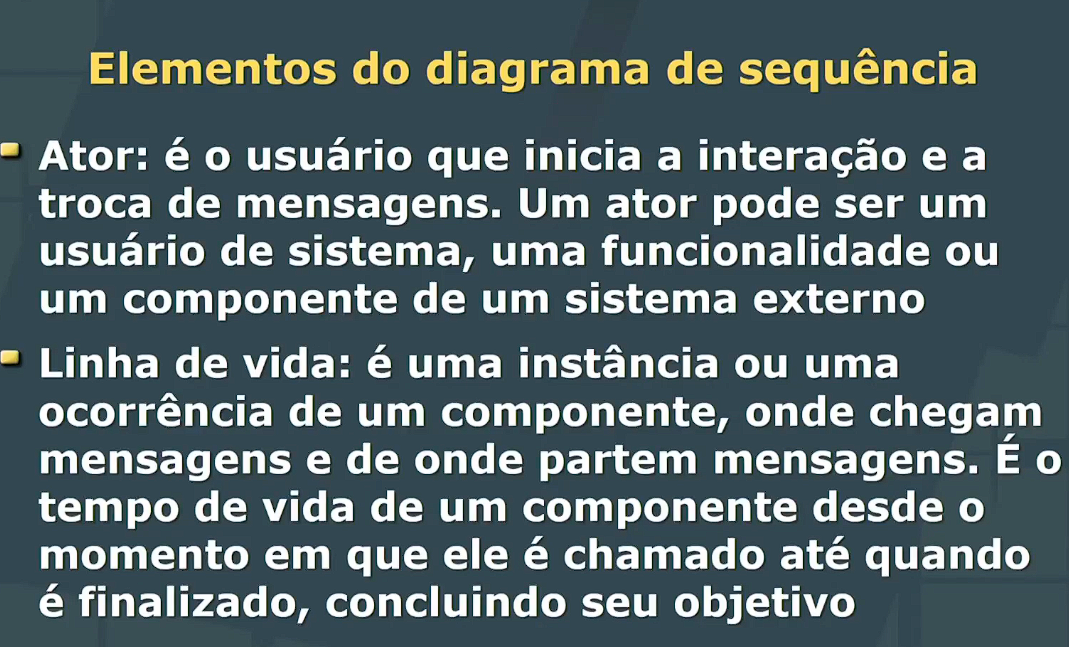 Elementos do diagrama de sequência
Ator: é o usuário que inicia a interação e a
troca de mensagens. Um ator pode ser um
usuário de sistema, uma funcionalidade ou
um componente de um sistema externo
Linha de vida: é uma instância ou uma
ocorrência de um componente, onde chegam
mensagens e de onde partem mensagens. É o
tempo de vida de um componente desde o
momento em que ele é chamado até quando
é finalizado, concluindo seu objetivo